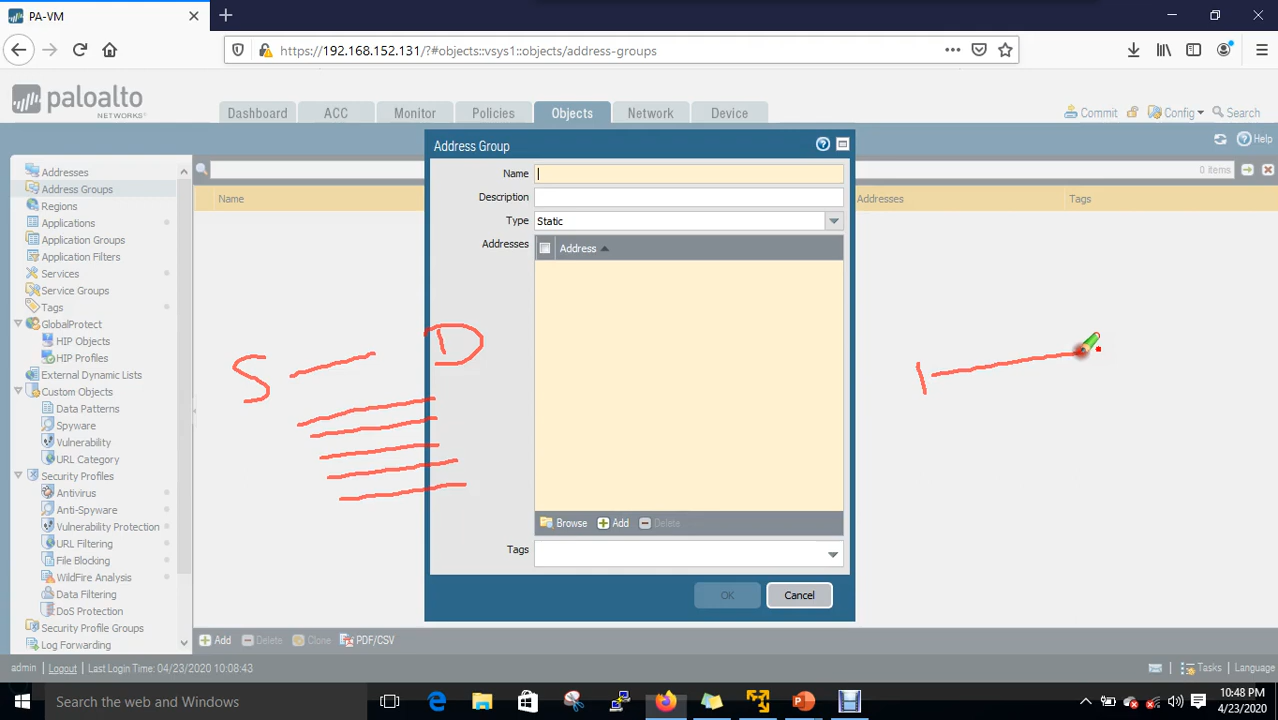 PA-VM
https://192.168.152.131/?#objects::vsys1::objects/address-groups
paloalto
NETWORKS
Dashboard ACC Monitor Policies Objects Network Device
Commit Config Search
Help
Addresses
Address Groups
Regions
Applications
Application Groups
Application Filters
Services
Service Groups
Tags
GlobalProtect
HIP Objects
HIP Profiles
External Dynamic Lists
Custom Objects
Data Patterns
Spyware
Vulnerability
URL Category
Security Profiles
Antivirus
Anti-Spyware
Vulnerability Protection
URL Filtering
File Blocking
WildFire Analysis
Data Filtering
DoS Protection
Security Profile Groups
Log Forwarding
0 items
Name Addresses Tags
Address Group
Name
Description
Type Static
Addresses Address
Browse Add Delete
Tags
OK Cancel
S D 1
Add Delete Clone PDF/CSV
admin Logout Last Login Time: 04/23/2020 10:08:43 Tasks Language
Search the web and Windows
10:48 PM
4/23/2020